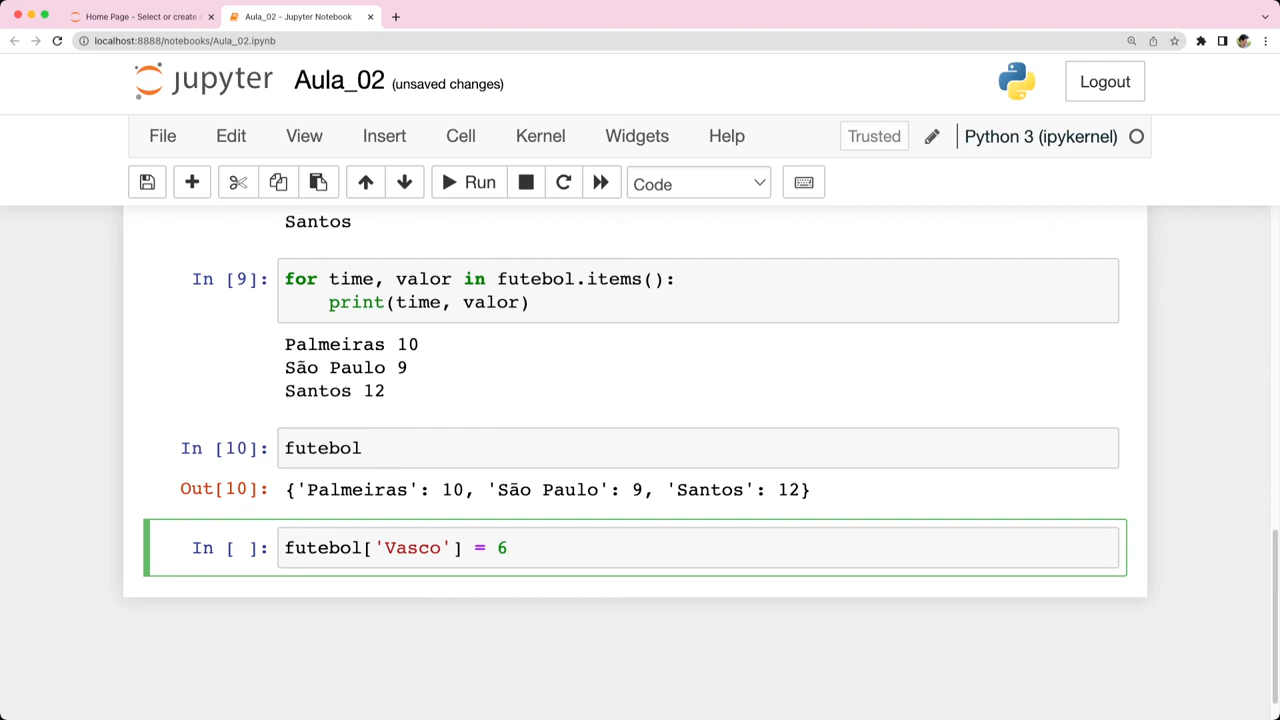 Home Page - Select or create a
Aula_02 - Jupyter Notebook
localhost:8888/notebooks/Aula_02.ipynb
jupyter Aula_02 (unsaved changes)
Logout
File Edit View Insert Cell Kernel Widgets Help Trusted Python 3 (ipykernel)
Run Code
Santos
In [9]: for time, valor in futebol.items():
print(time, valor)
Palmeiras 10
São Paulo 9
Santos 12
In [10]: futebol
Out[10]: {'Palmeiras': 10, 'São Paulo': 9, 'Santos': 12}
In [ ]: futebol['Vasco'] = 6